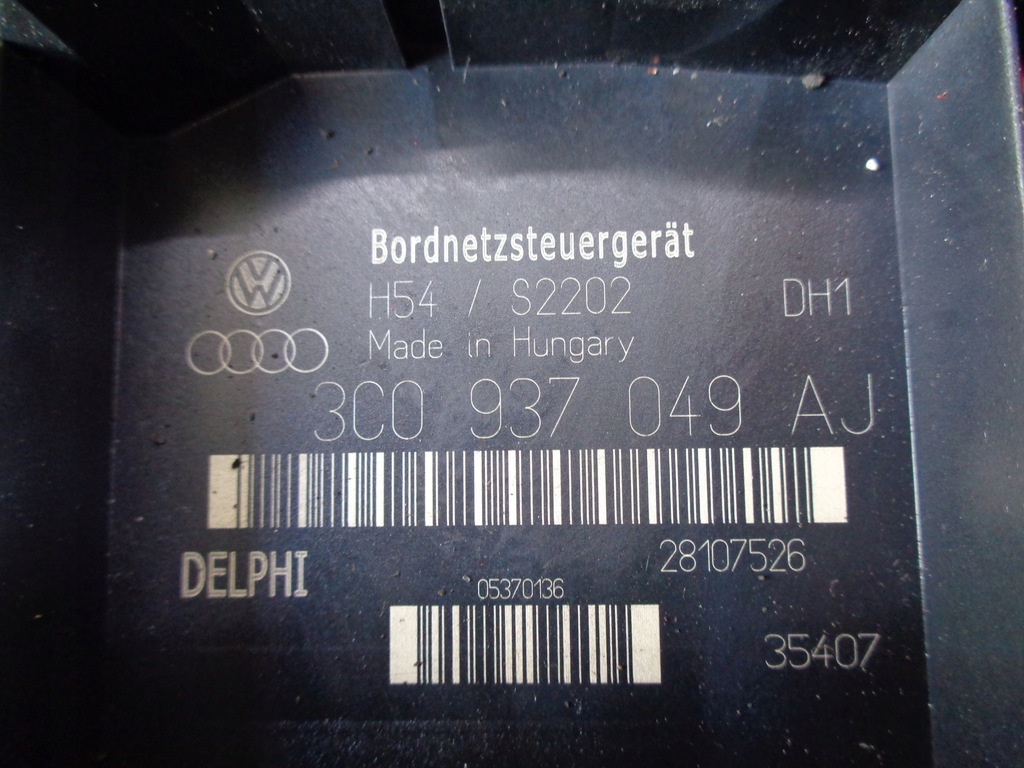 Bordnetzsteuergerät
H54 / S2202 DH1
Made in Hungary
3C0 937 049 AJ
DELPHI 28107526
05370136
35407